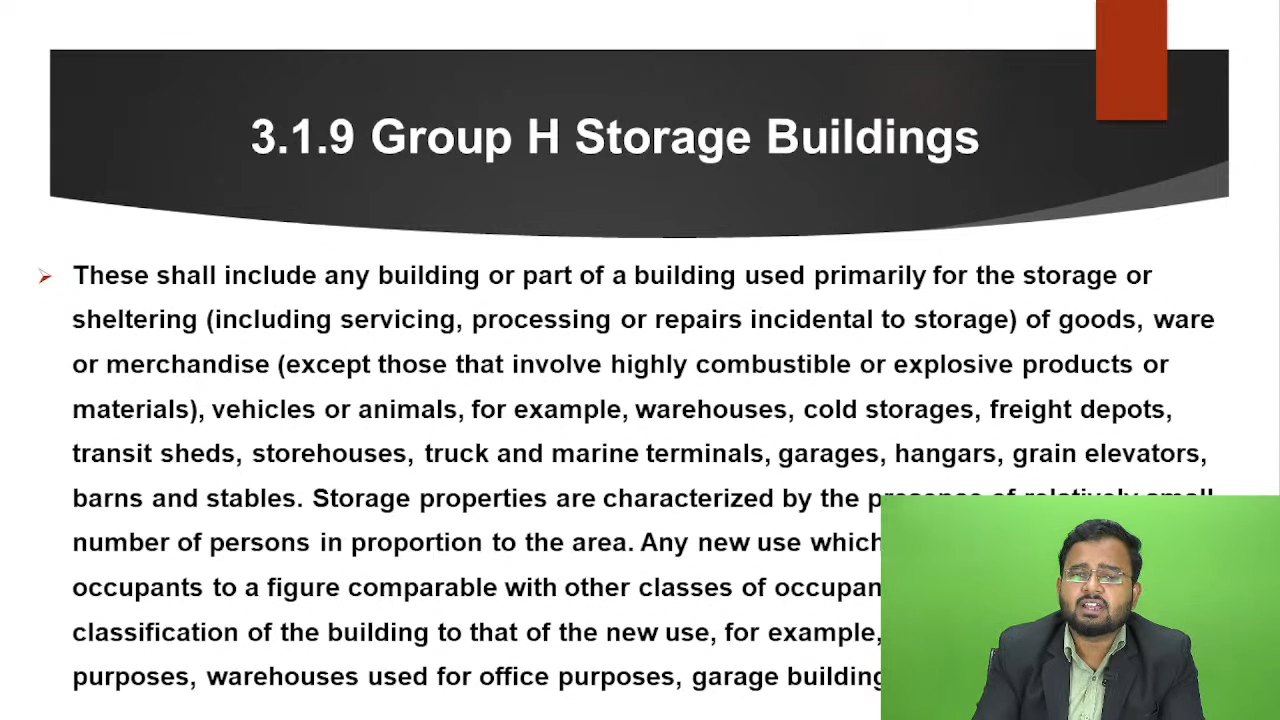 3.1.9 Group H Storage Buildings
These shall include any building or part of a building used primarily for the storage or
sheltering (including servicing, processing or repairs incidental to storage) of goods, ware
or merchandise (except those that involve highly combustible or explosive products or
materials), vehicles or animals, for example, warehouses, cold storages, freight depots,
transit sheds, storehouses, truck and marine terminals, garages, hangars, grain elevators,
barns and stables. Storage properties are characterized by the presence of relatively small
number of persons in proportion to the area. Any new use which
occupants to a figure comparable with other classes of
classification of the building to that of the new use, for example,
purposes, warehouses used for office purposes, garage